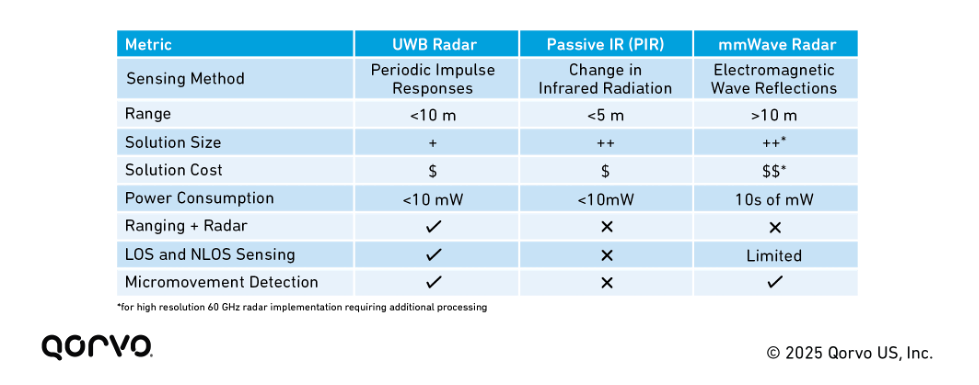 Metric UWB Radar Passive IR (PIR) mmWave Radar
Sensing Method Periodic Impulse Responses Change in Infrared Radiation Electromagnetic Wave Reflections
Range <10 m <5 m >10 m
Solution Size + ++ ++*
Solution Cost $ $ $$*
Power Consumption <10 mW <10mW 10s of mW
Ranging + Radar ✓ ✕ ✕
LOS and NLOS Sensing ✓ ✕ Limited
Micromovement Detection ✓ ✕ ✓
*for high resolution 60 GHz radar implementation requiring additional processing
QORVO.
© 2025 Qorvo US, Inc.